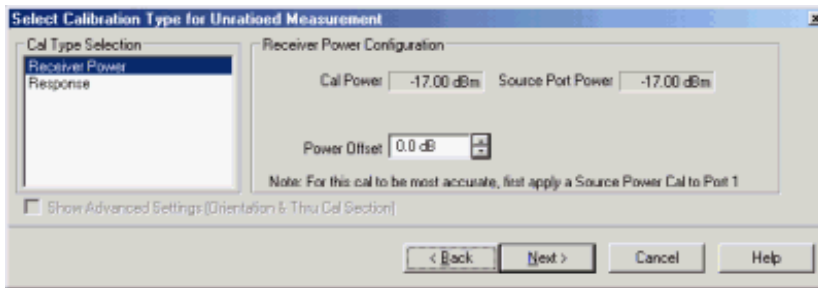 Select Calibration Type for Unratioed Measurement
Cal Type Selection
Receiver Power
Response
Receiver Power Configuration
Cal Power -17.00 dBm Source Port Power -17.00 dBm
Power Offset 0.0 dB
Note: For this cal to be most accurate, first apply a Source Power Cal to Port 1
Show Advanced Settings (Orientation & Thru Cal Section)
< Back Next > Cancel Help